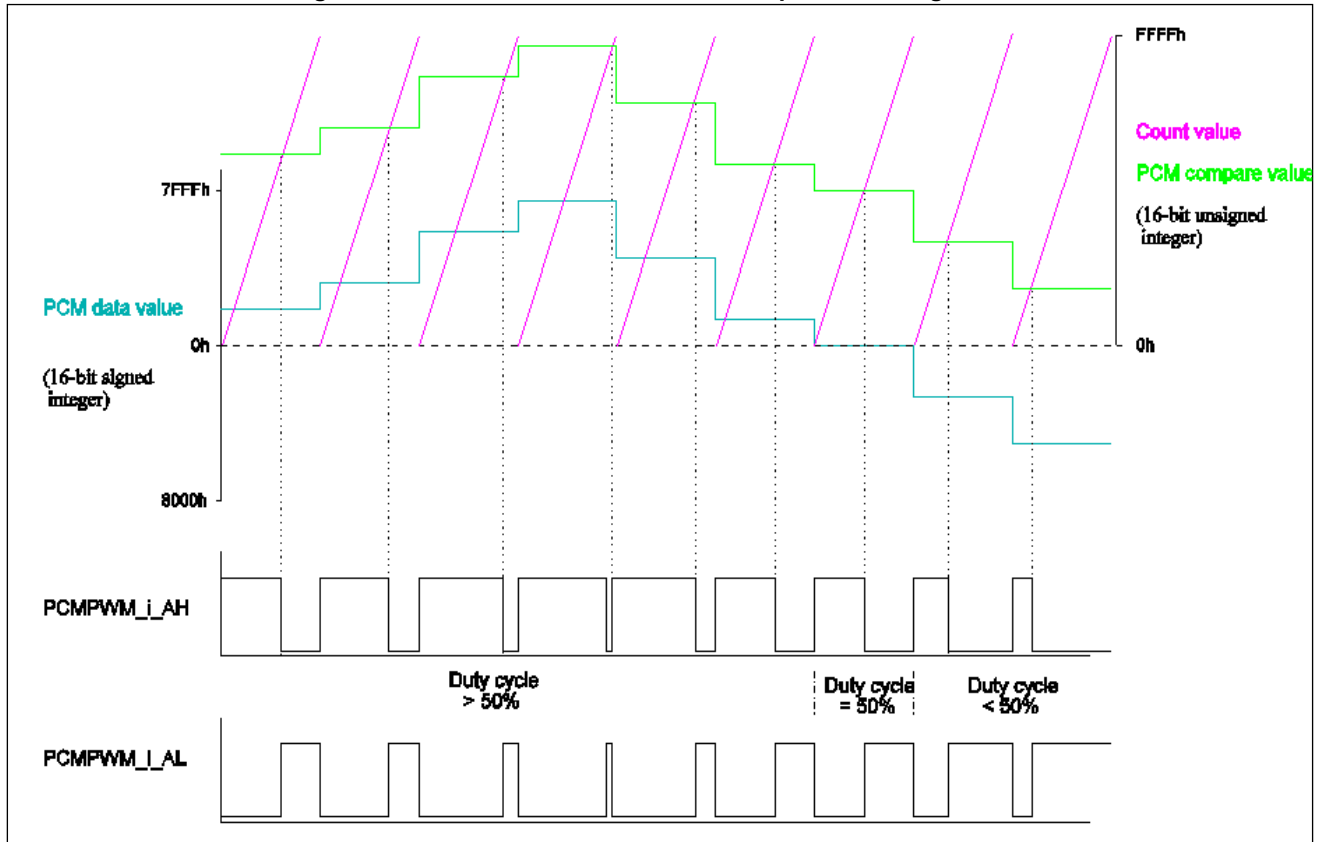 FFFFh
Count value
PCM compare value
(16-bit unsigned
integer)
7FFFh
PCM data value
0h
0h
(16-bit signed
integer)
8000h
PCMPWM_i_AH
Duty cycle
> 50%
Duty cycle
= 50%
Duty cycle
< 50%
PCMPWM_i_AL